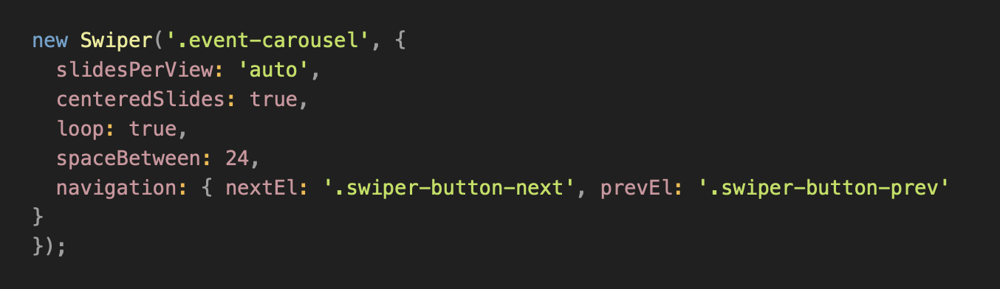 new Swiper('.event-carousel', {
  slidesPerView: 'auto',
  centeredSlides: true,
  loop: true,
  spaceBetween: 24,
  navigation: { nextEl: '.swiper-button-next', prevEl: '.swiper-button-prev'
}
});